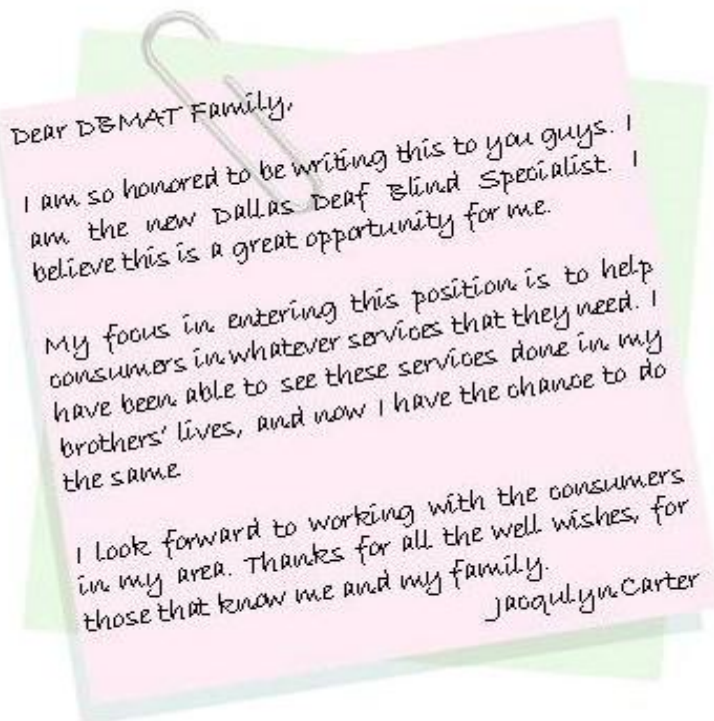 Dear DBMAT Family,
I am so honored to be writing this to you guys. I
am the new Dallas Deaf Blind Specialist. I
believe this is a great opportunity for me.
My focus in entering this position is to help
consumers in whatever services that they need. I
have been able to see these services done in my
brothers' lives, and now I have the chance to do
the same
I look forward to working with the consumers
in my area. Thanks for all the well wishes, for
those that know me and my family.
Jacqulyn Carter